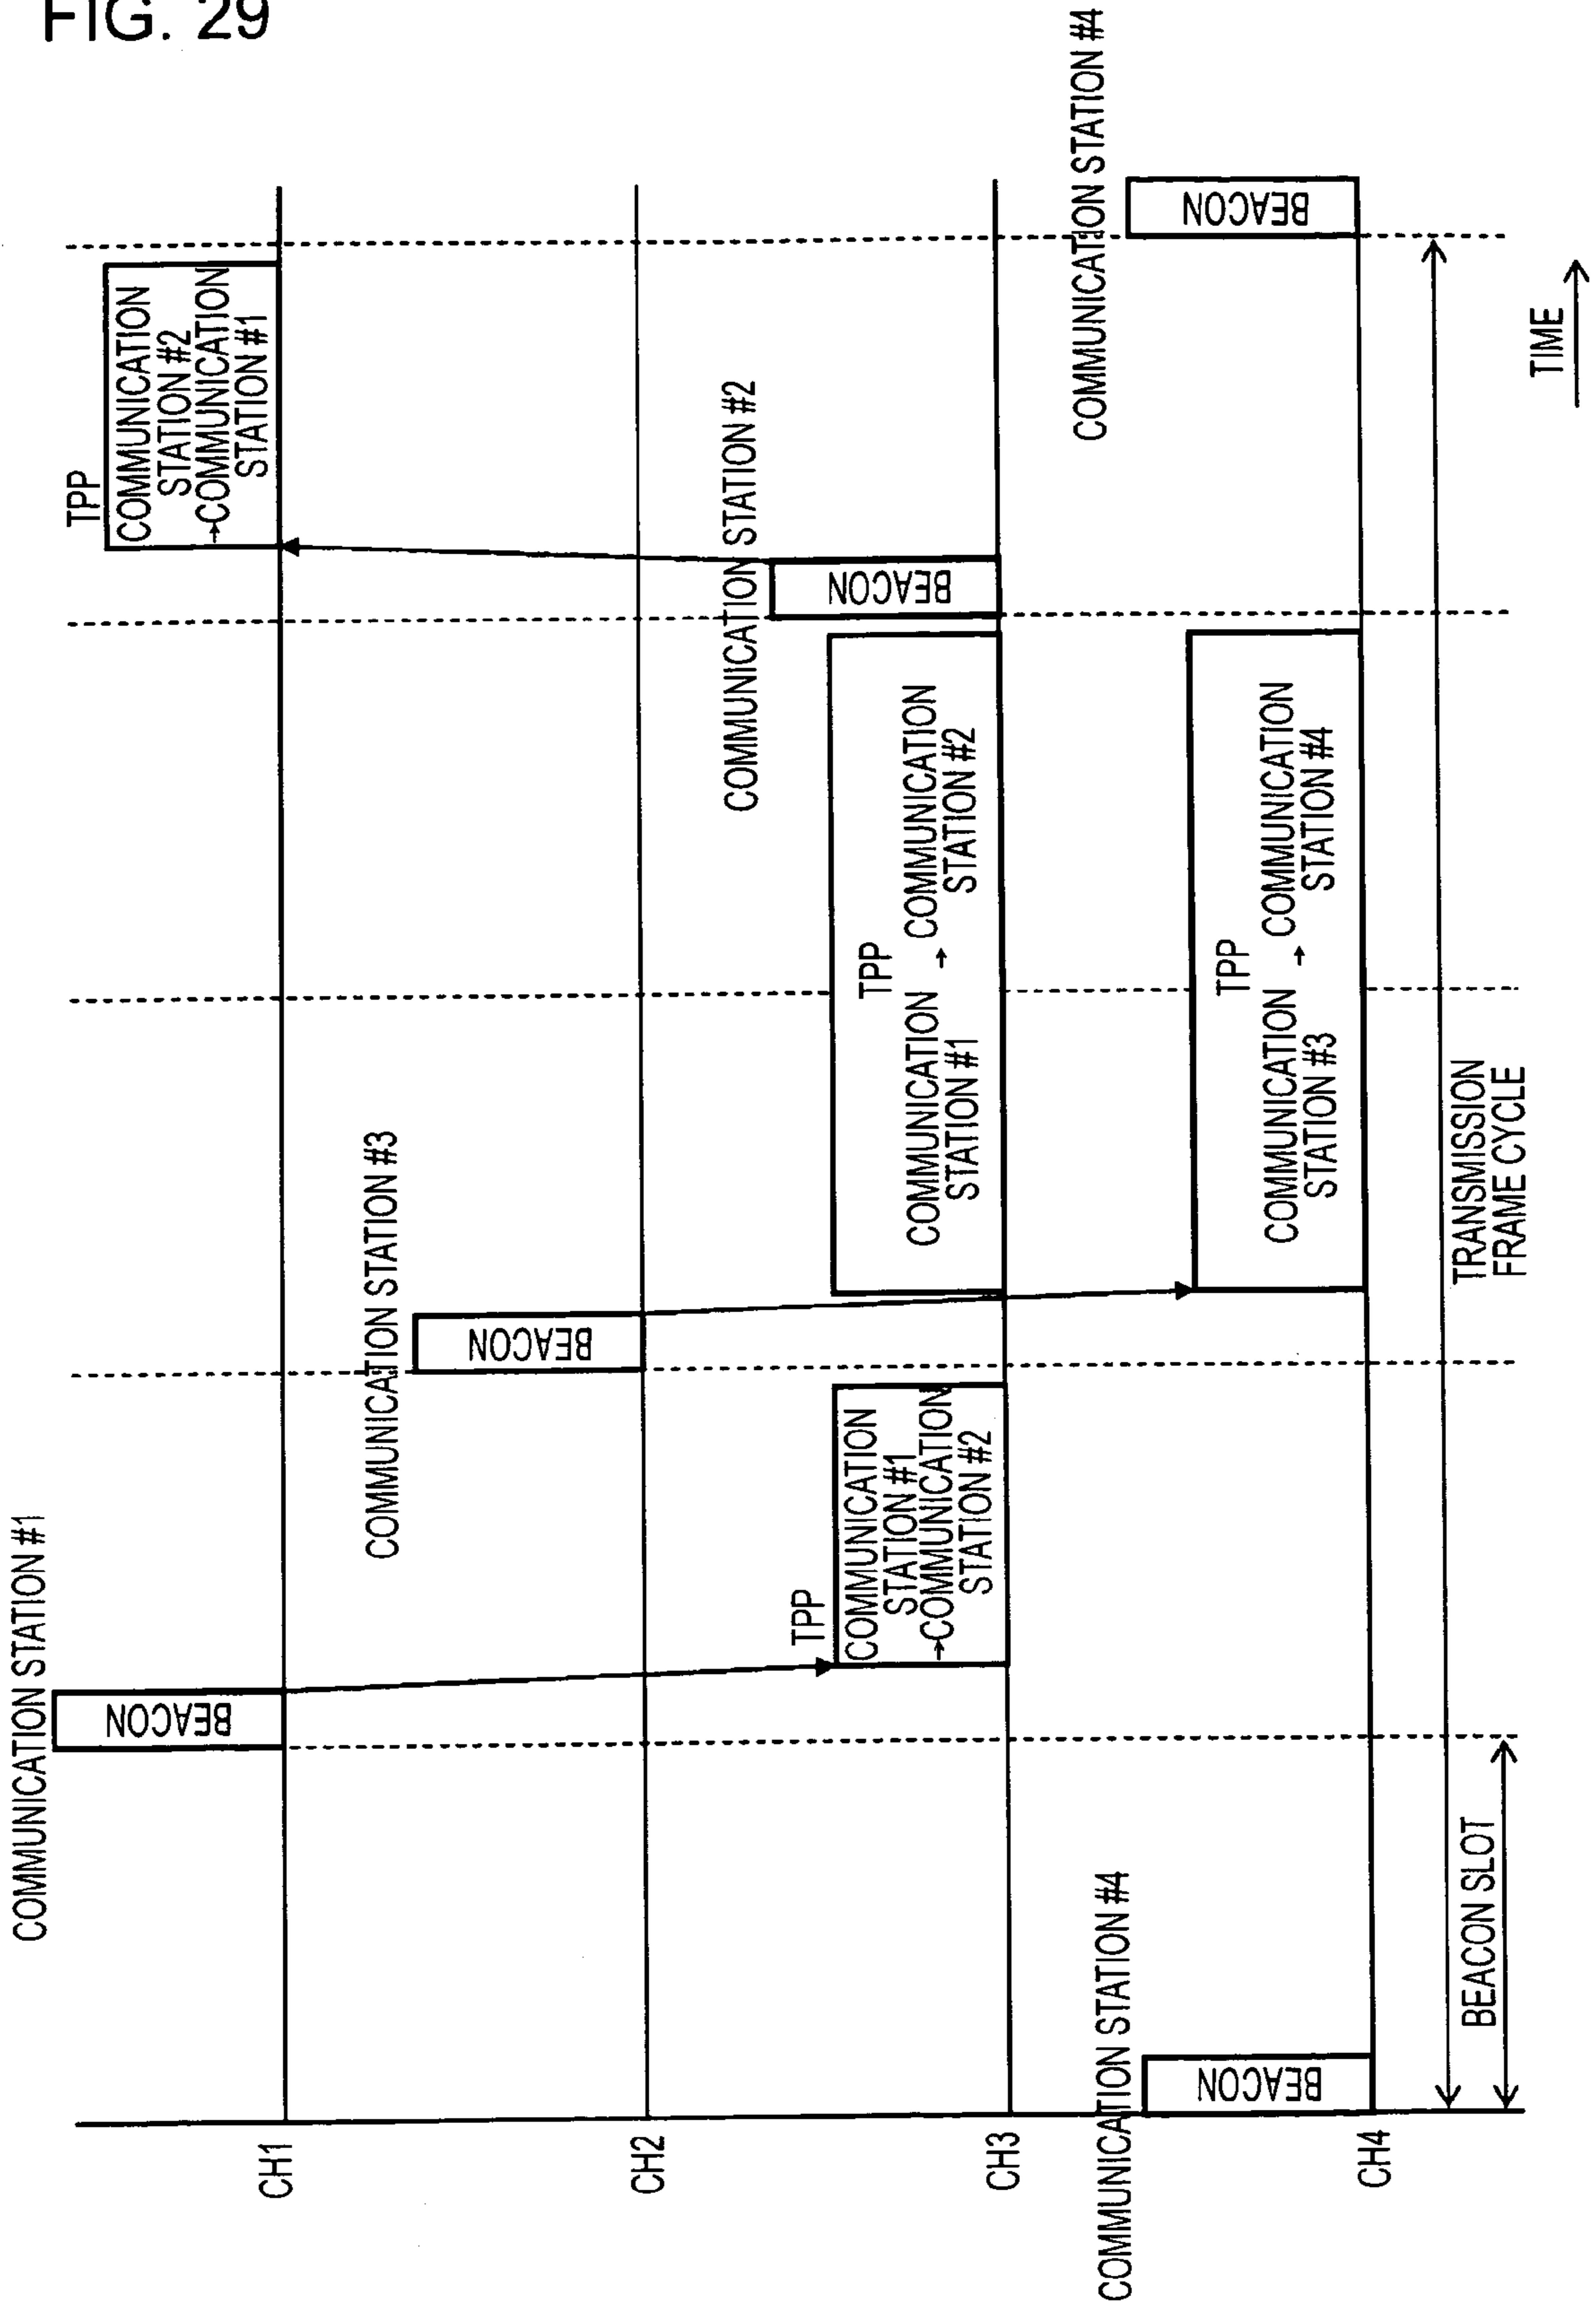 FIG. 29
COMMUNICATION STATION #1
BEACON
TPP
COMMUNICATION
STATION #2
→COMMUNICATION
STATION #1
CH1
COMMUNICATION STATION #3
BEACON
CH2
COMMUNICATION STATION #2
TPP
COMMUNICATION
STATION #1
→COMMUNICATION
STATION #2
TPP
COMMUNICATION → COMMUNICATION
STATION #1 STATION #2
BEACON
CH3
COMMUNICATION STATION #4
BEACON
TPP
COMMUNICATION → COMMUNICATION
STATION #3 STATION #4
COMMUNICATION STATION #4
BEACON
CH4
TRANSMISSION
FRAME CYCLE
BEACON SLOT
TIME